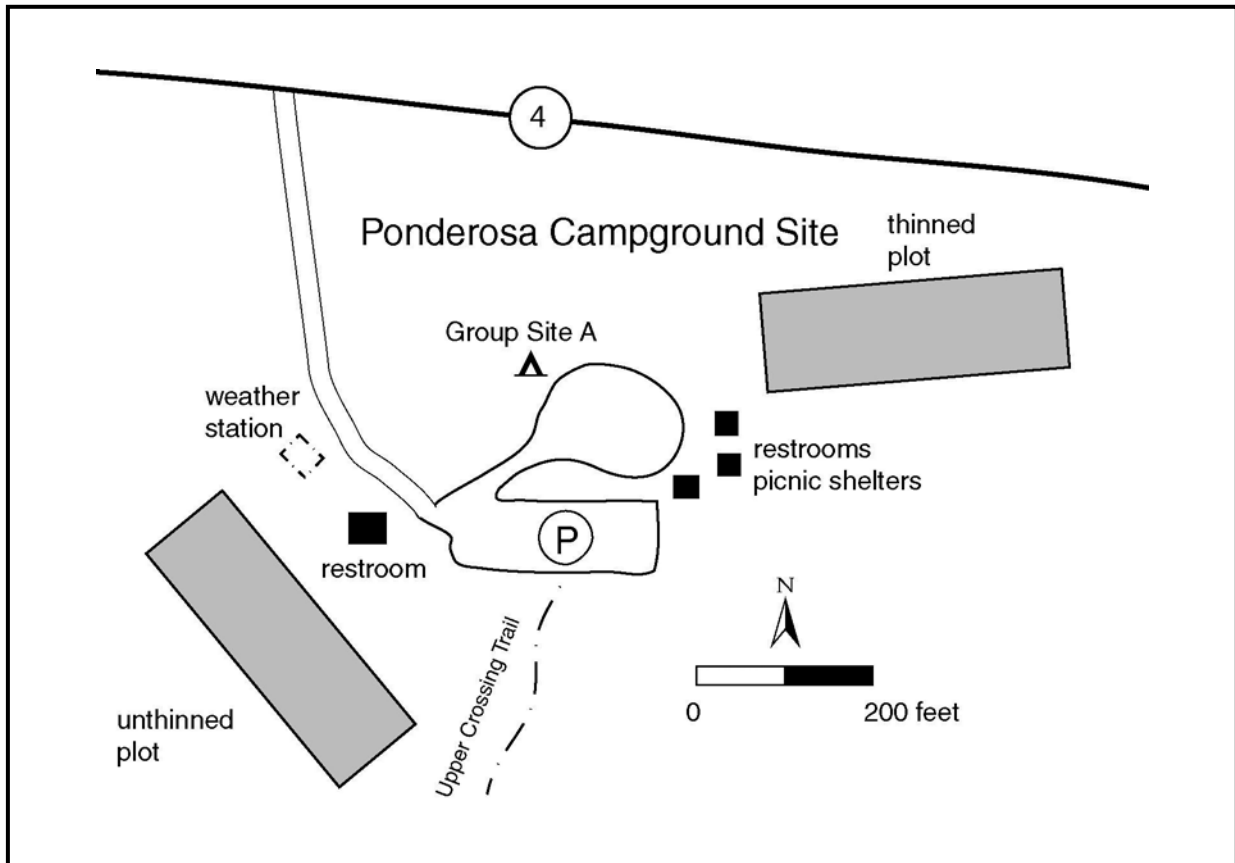 4
Ponderosa Campground Site
thinned
plot
Group Site A
weather
station
restrooms
picnic shelters
P
restroom
N
Upper Crossing Trail
0 200 feet
unthinned
plot